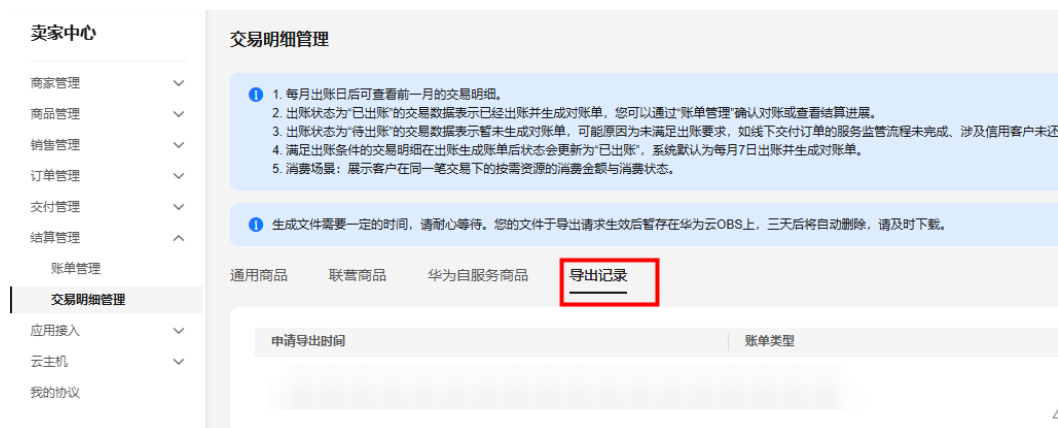 卖家中心
商家管理
商品管理
销售管理
订单管理
交付管理
结算管理
账单管理
交易明细管理
应用接入
云主机
我的协议
交易明细管理
1. 每月出账日后可查看前一月的交易明细。
2. 出账状态为“已出账”的交易数据表示已经出账并生成对账单，您可以通过“账单管理”确认对账或查看结算进展。
3. 出账状态为“待出账”的交易数据表示暂未生成对账单，可能原因为未满足出账要求，如线下交付订单的服务监管流程未完成、涉及信用客户未还
4. 满足出账条件的交易明细在出账生成账单后状态会更新为“已出账”，系统默认为每月7日出账并生成对账单。
5. 消费场景：展示客户在同一笔交易下的按需资源的消费金额与消费状态。
生成文件需要一定的时间，请耐心等待。您的文件于导出请求生效后暂存在华为云OBS上，三天后将自动删除，请及时下载。
通用商品 联营商品 华为自服务商品 导出记录
申请导出时间 账单类型